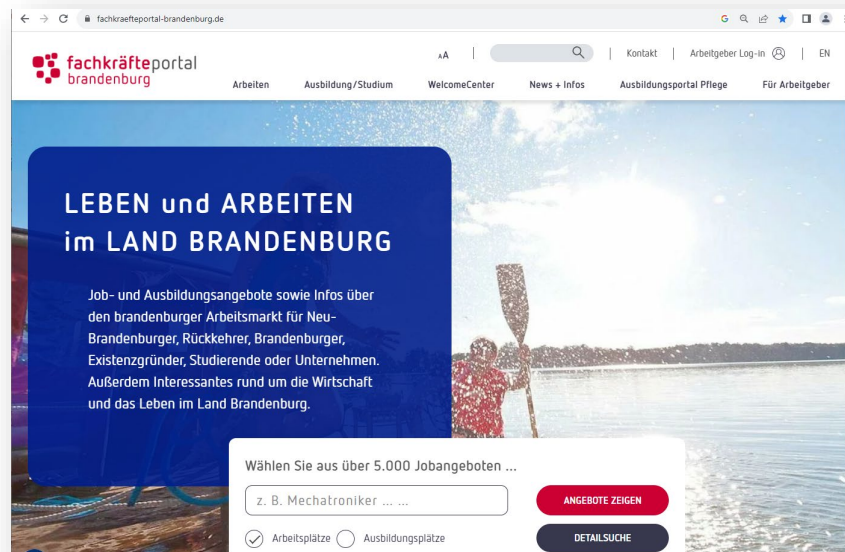 fachkraefteportal-brandenburg.de
fachkräfteportal
brandenburg
AA | | Kontakt | Arbeitgeber Log-in | EN
Arbeiten Ausbildung/Studium WelcomeCenter News + Infos Ausbildungsportal Pflege Für Arbeitgeber
LEBEN und ARBEITEN
im LAND BRANDENBURG
Job- und Ausbildungsangebote sowie Infos über
den brandenburger Arbeitsmarkt für Neu-
Brandenburger, Rückkehrer, Brandenburger,
Existenzgründer, Studierende oder Unternehmen.
Außerdem Interessantes rund um die Wirtschaft
und das Leben im Land Brandenburg.
Wählen Sie aus über 5.000 Jobangeboten ...
z. B. Mechatroniker ... ...
ANGEBOTE ZEIGEN
Arbeitsplätze Ausbildungsplätze
DETAILSUCHE